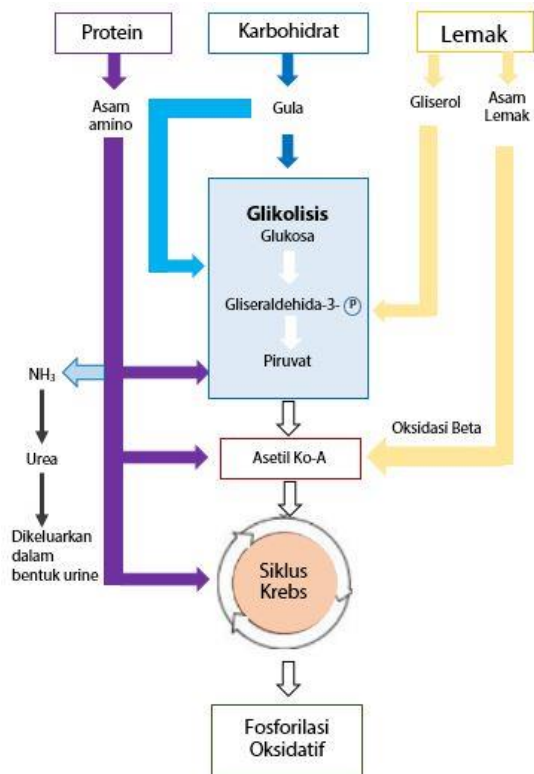 Protein
Karbohidrat
Lemak
Asam
amino
Gula
Gliserol
Asam
Lemak
Glikolisis
Glukosa
Gliseraldehida-3- P
Piruvat
NH₃
Urea
Dikeluarkan
dalam
bentuk urine
Oksidasi Beta
Asetil Ko-A
Siklus
Krebs
Fosforilasi
Oksidatif